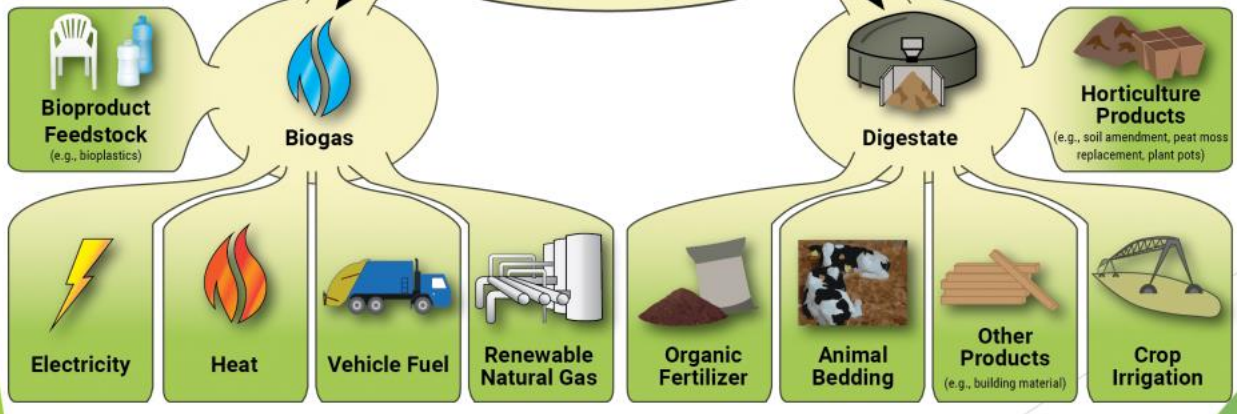 Bioproduct
Feedstock
(e.g., bioplastics)
Biogas
Digestate
Horticulture
Products
(e.g., soil amendment, peat moss
replacement, plant pots)
Electricity
Heat
Vehicle Fuel
Renewable
Natural Gas
Organic
Fertilizer
Animal
Bedding
Other
Products
(e.g., building material)
Crop
Irrigation